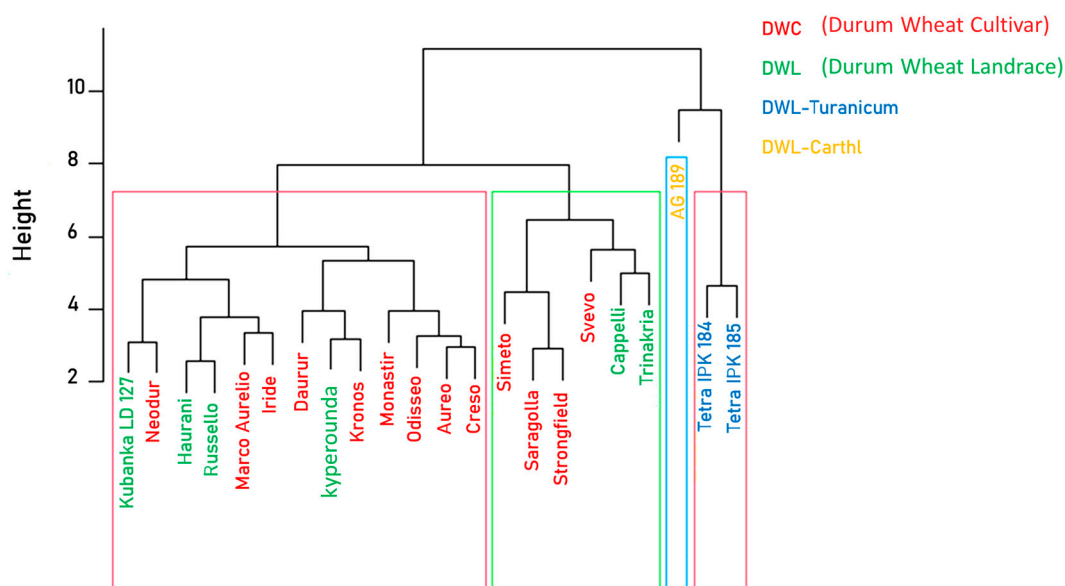 DWC (Durum Wheat Cultivar)
DWL (Durum Wheat Landrace)
DWL-Turanicum
DWL-Carthl
Height
10
8
6
4
2
Kubanka LD 127
Neodur
Haurani
Russello
Marco Aurelio
Iride
Daurur
kyperounda
Kronos
Monastir
Odisseo
Aureo
Creso
Simeto
Saragolla
Strongfield
Svevo
Cappelli
Trinakria
AG 189
Tetra IPK 184
Tetra IPK 185